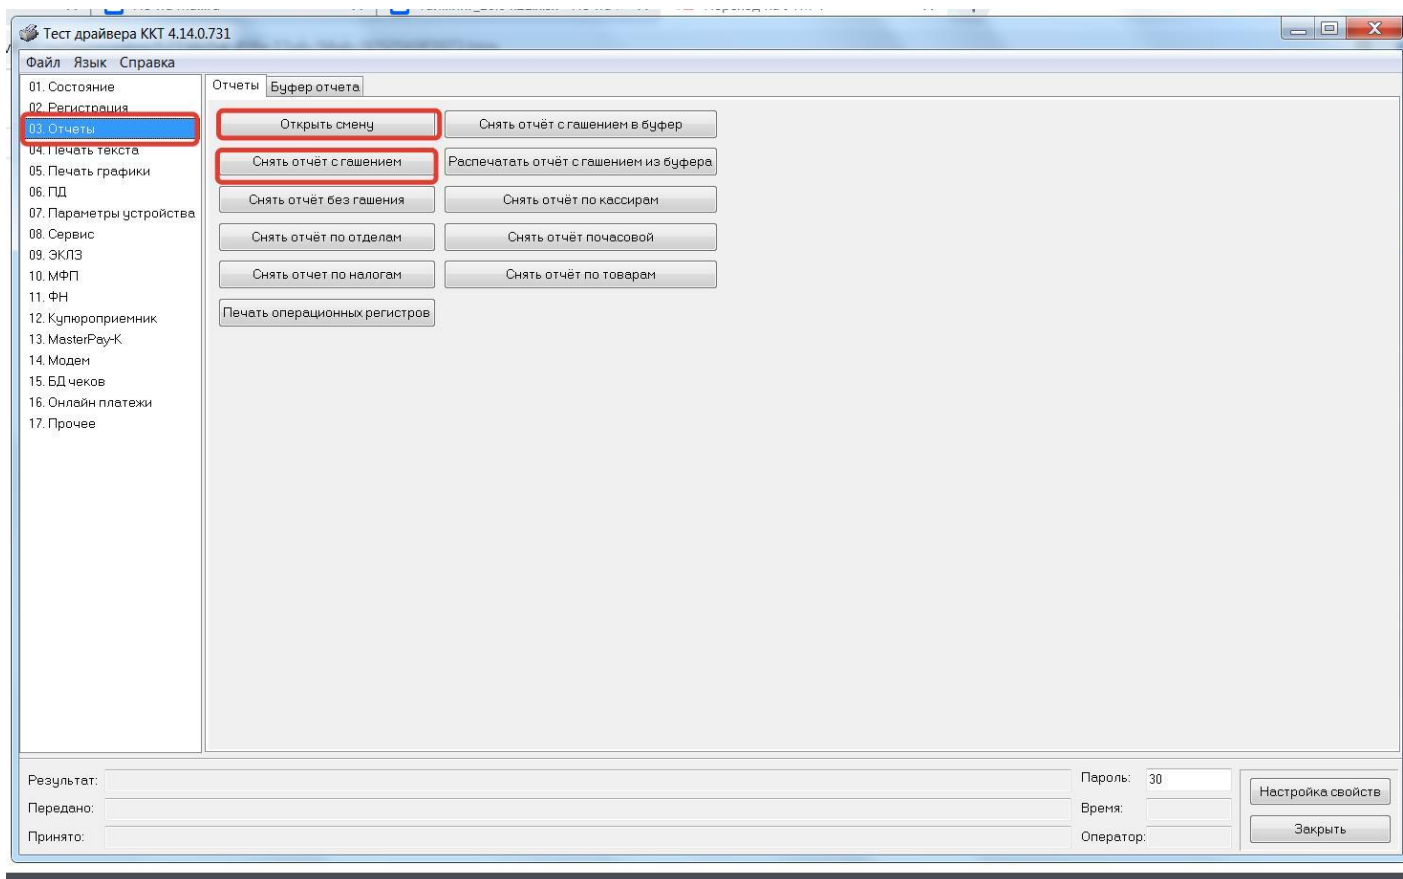 Тест драйвера ККТ 4.14.0.731
Файл Язык Справка
01. Состояние
02. Регистрация
03. Отчеты
04. Печать текста
05. Печать графики
06. ПД
07. Параметры устройства
08. Сервис
09. ЭКЛЗ
10. МФП
11. ФН
12. Купюроприемник
13. MasterPay-K
14. Модем
15. БД чеков
16. Онлайн платежи
17. Прочее
Отчеты Буфер отчета
Открыть смену Снять отчёт с гашением в буфер
Снять отчёт с гашением Распечатать отчёт с гашением из буфера
Снять отчёт без гашения Снять отчёт по кассирам
Снять отчёт по отделам Снять отчёт почасовой
Снять отчет по налогам Снять отчёт по товарам
Печать операционных регистров
Результат:
Передано:
Принято:
Пароль: 30
Время:
Оператор:
Настройка свойств
Закрыть